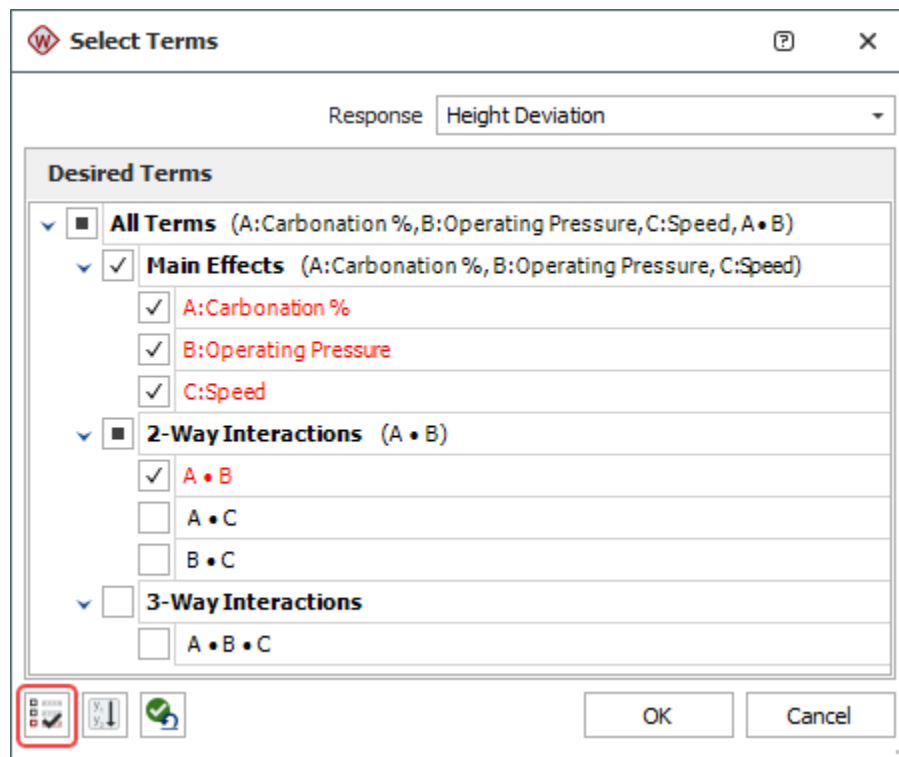 Select Terms
Response Height Deviation
Desired Terms
All Terms (A:Carbonation %,B:Operating Pressure,C:Speed,A•B)
Main Effects (A:Carbonation %, B:Operating Pressure, C:Speed)
A:Carbonation %
B:Operating Pressure
C:Speed
2-Way Interactions (A • B)
A • B
A • C
B • C
3-Way Interactions
A • B • C
OK Cancel